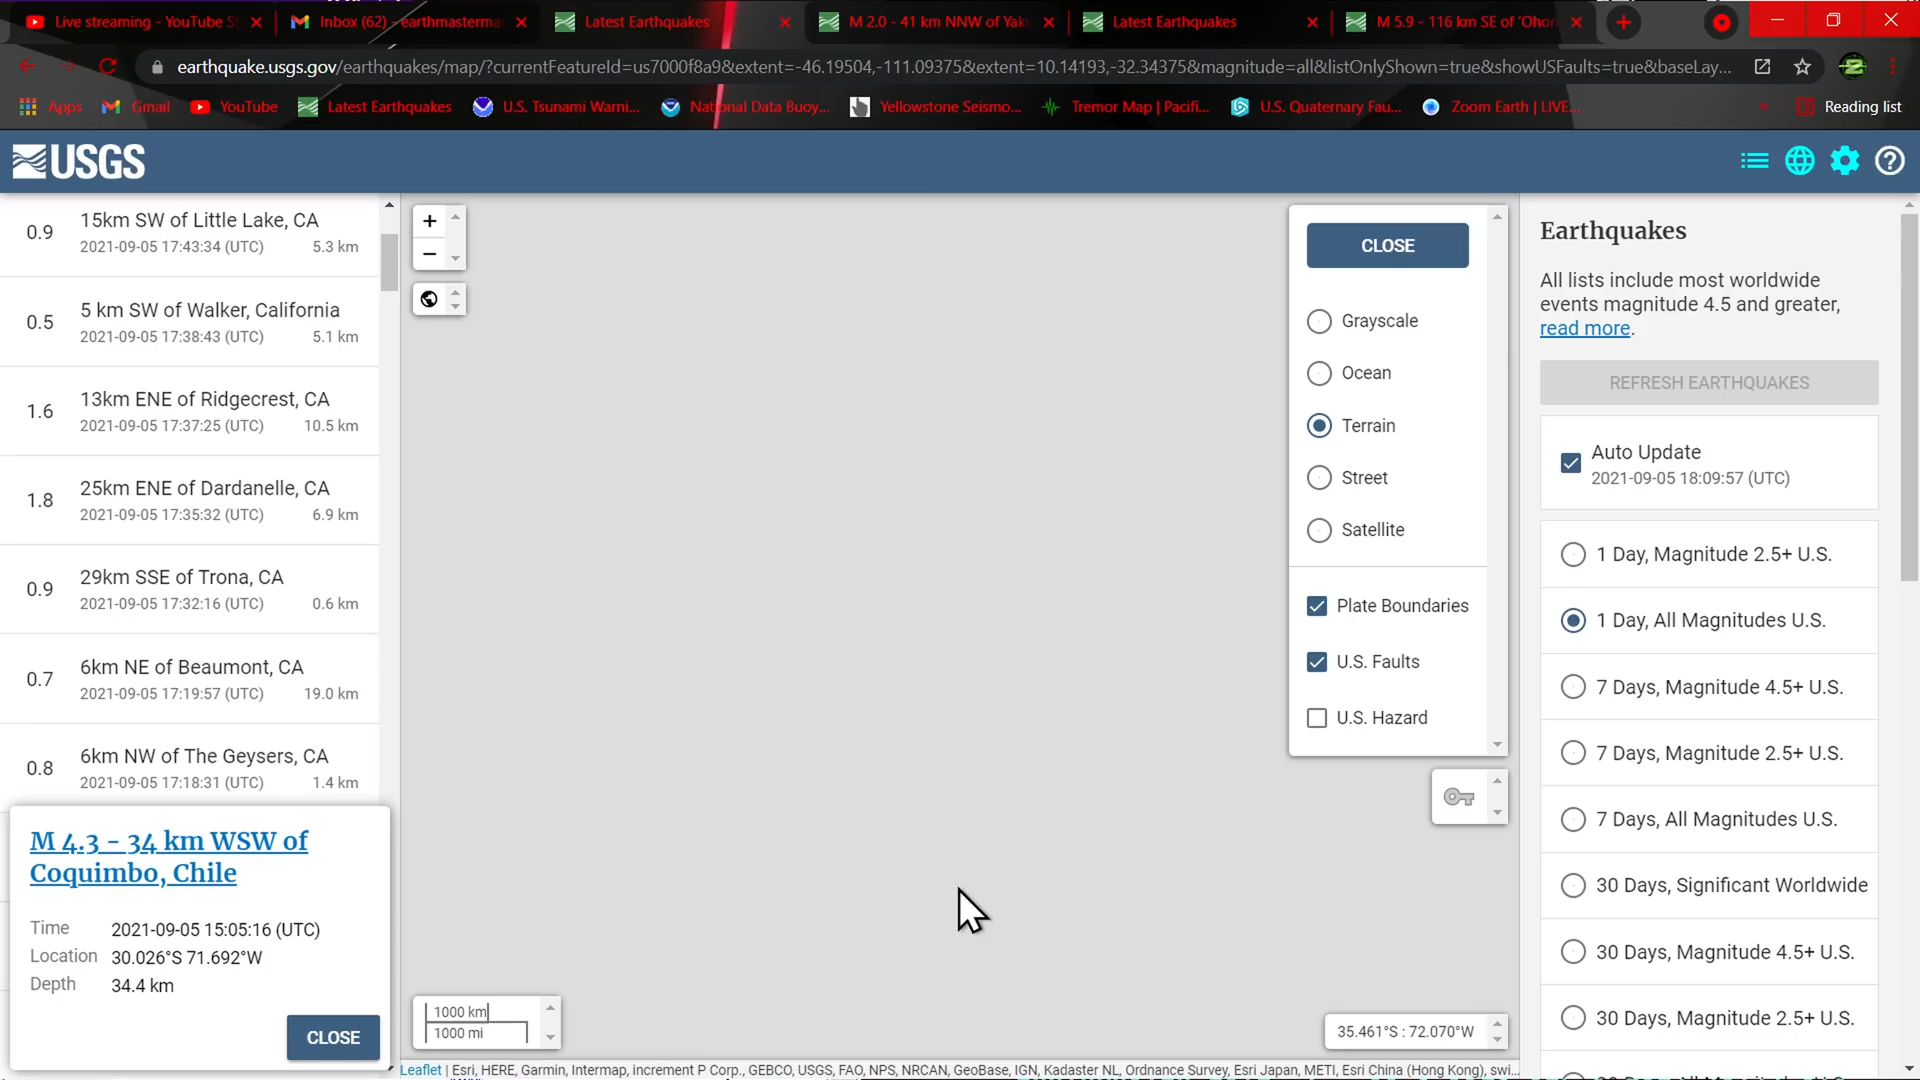 Live streaming - YouTube S
Inbox (62) - earthmasterma
Latest Earthquakes
M 2.0 - 41 km NNW of Yak
Latest Earthquakes
M 5.9 - 116 km SE of 'Ohon
earthquake.usgs.gov/earthquakes/map/?currentFeatureId=us7000f8a9&extent=-46.19504,-111.09375&extent=10.14193,-32.34375&magnitude=all&listOnlyShown=true&showUSFaults=true&baseLay...
Apps
Gmail
YouTube
Latest Earthquakes
U.S. Tsunami Warni...
National Data Buoy...
Yellowstone Seismo...
Tremor Map | Pacifi...
U.S. Quaternary Fau...
Zoom Earth | LIVE...
Reading list
USGS
0.9
15km SW of Little Lake, CA
2021-09-05 17:43:34 (UTC) 5.3 km
0.5
5 km SW of Walker, California
2021-09-05 17:38:43 (UTC) 5.1 km
1.6
13km ENE of Ridgecrest, CA
2021-09-05 17:37:25 (UTC) 10.5 km
1.8
25km ENE of Dardanelle, CA
2021-09-05 17:35:32 (UTC) 6.9 km
0.9
29km SSE of Trona, CA
2021-09-05 17:32:16 (UTC) 0.6 km
0.7
6km NE of Beaumont, CA
2021-09-05 17:19:57 (UTC) 19.0 km
0.8
6km NW of The Geysers, CA
2021-09-05 17:18:31 (UTC) 1.4 km
M 4.3 - 34 km WSW of
Coquimbo, Chile
Time 2021-09-05 15:05:16 (UTC)
Location 30.026°S 71.692°W
Depth 34.4 km
CLOSE
+
−
1000 km
1000 mi
CLOSE
Grayscale
Ocean
Terrain
Street
Satellite
Plate Boundaries
U.S. Faults
U.S. Hazard
35.461°S : 72.070°W
Leaflet | Esri, HERE, Garmin, Intermap, increment P Corp., GEBCO, USGS, FAO, NPS, NRCAN, GeoBase, IGN, Kadaster NL, Ordnance Survey, Esri Japan, METI, Esri China (Hong Kong), swi...
Earthquakes
All lists include most worldwide
events magnitude 4.5 and greater,
read more.
REFRESH EARTHQUAKES
Auto Update
2021-09-05 18:09:57 (UTC)
1 Day, Magnitude 2.5+ U.S.
1 Day, All Magnitudes U.S.
7 Days, Magnitude 4.5+ U.S.
7 Days, Magnitude 2.5+ U.S.
7 Days, All Magnitudes U.S.
30 Days, Significant Worldwide
30 Days, Magnitude 4.5+ U.S.
30 Days, Magnitude 2.5+ U.S.